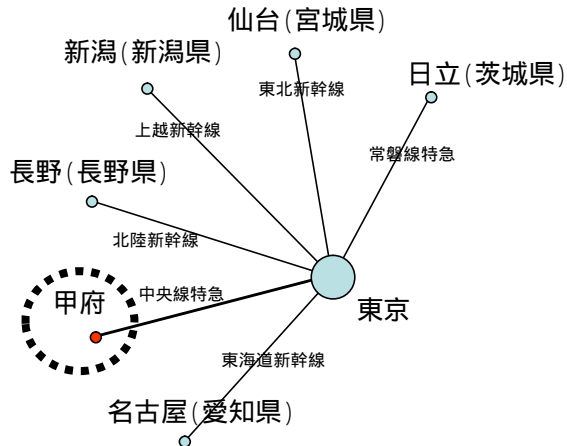 仙台(宮城県)
新潟(新潟県)
日立(茨城県)
東北新幹線
上越新幹線
常磐線特急
長野(長野県)
北陸新幹線
中央線特急
甲府
東京
東海道新幹線
名古屋(愛知県)